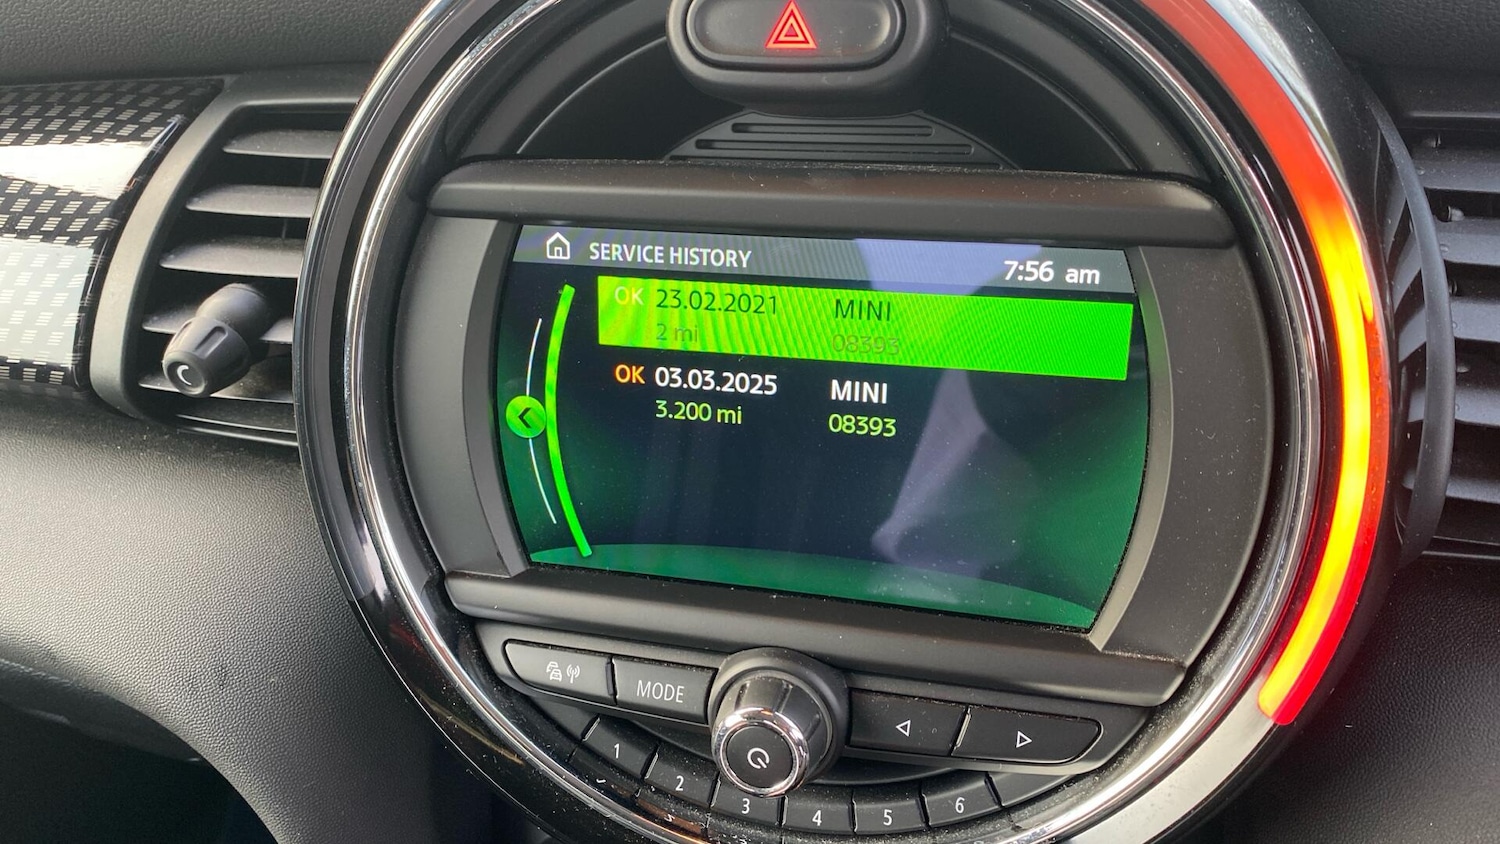 SERVICE HISTORY 7:56 am
OK 23.02.2021 MINI
2 mi 08393
OK 03.03.2025 MINI
3.200 mi 08393
MODE
1 2 3 4 5 6